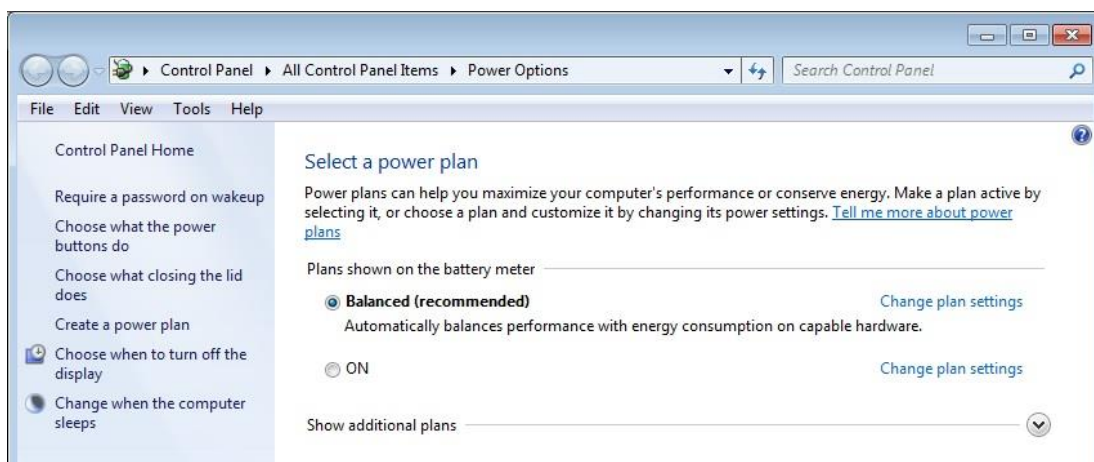 Control Panel ▸ All Control Panel Items ▸ Power Options
Search Control Panel
File Edit View Tools Help
Control Panel Home
Require a password on wakeup
Choose what the power
buttons do
Choose what closing the lid
does
Create a power plan
Choose when to turn off the
display
Change when the computer
sleeps
Select a power plan
Power plans can help you maximize your computer's performance or conserve energy. Make a plan active by
selecting it, or choose a plan and customize it by changing its power settings. Tell me more about power
plans
Plans shown on the battery meter
Balanced (recommended) Change plan settings
Automatically balances performance with energy consumption on capable hardware.
ON Change plan settings
Show additional plans